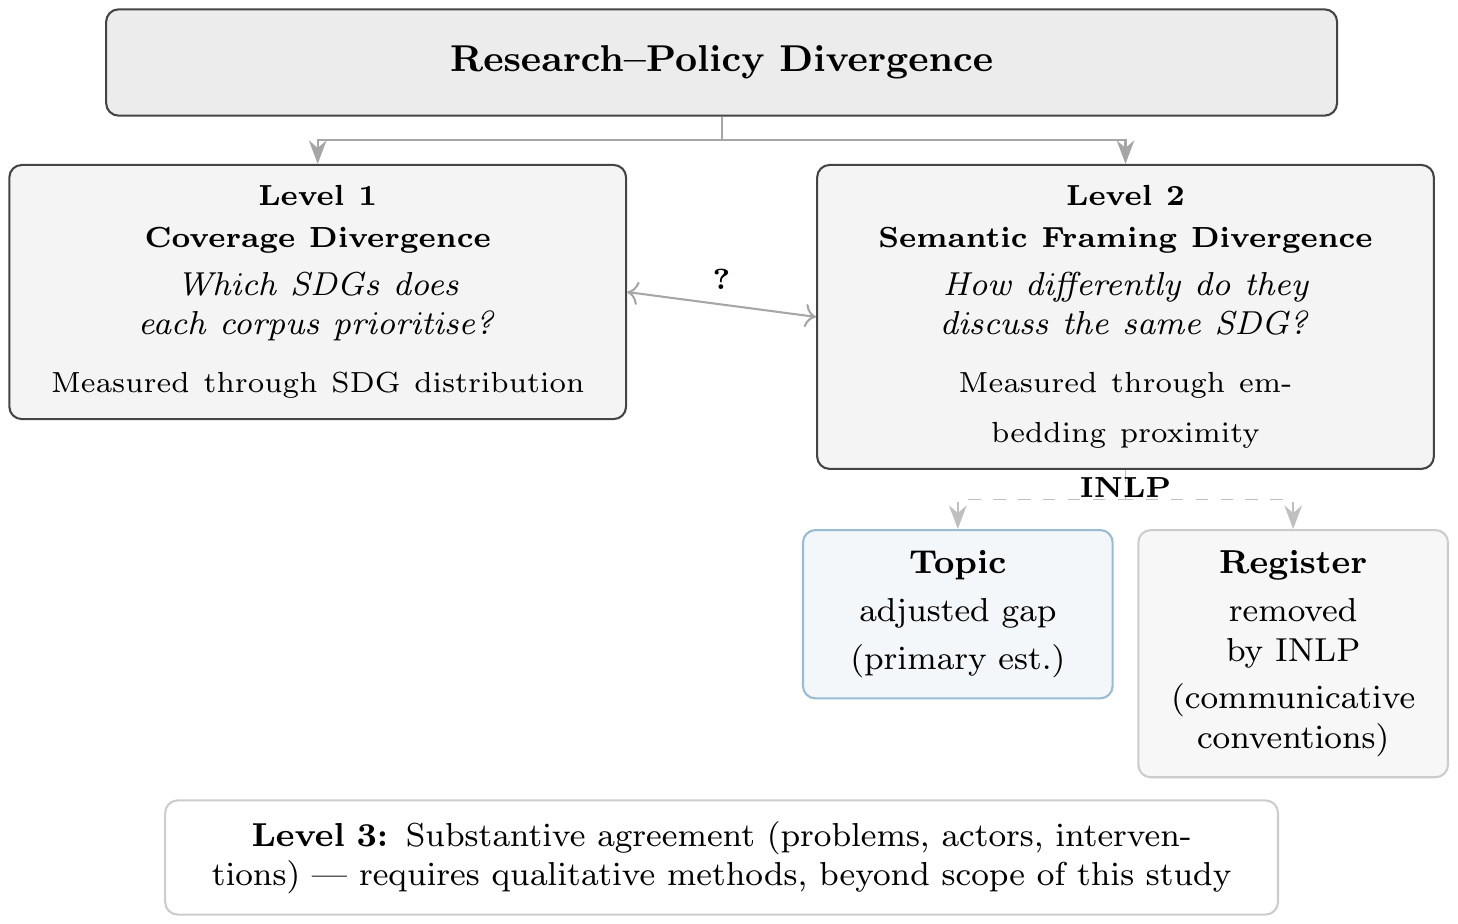 Research–Policy Divergence
Level 1
Coverage Divergence
Which SDGs does
each corpus prioritise?
Measured through SDG distribution
?
Level 2
Semantic Framing Divergence
How differently do they
discuss the same SDG?
Measured through em-
bedding proximity
INLP
Topic
adjusted gap
(primary est.)
Register
removed
by INLP
(communicative
conventions)
Level 3: Substantive agreement (problems, actors, interven-
tions) — requires qualitative methods, beyond scope of this study